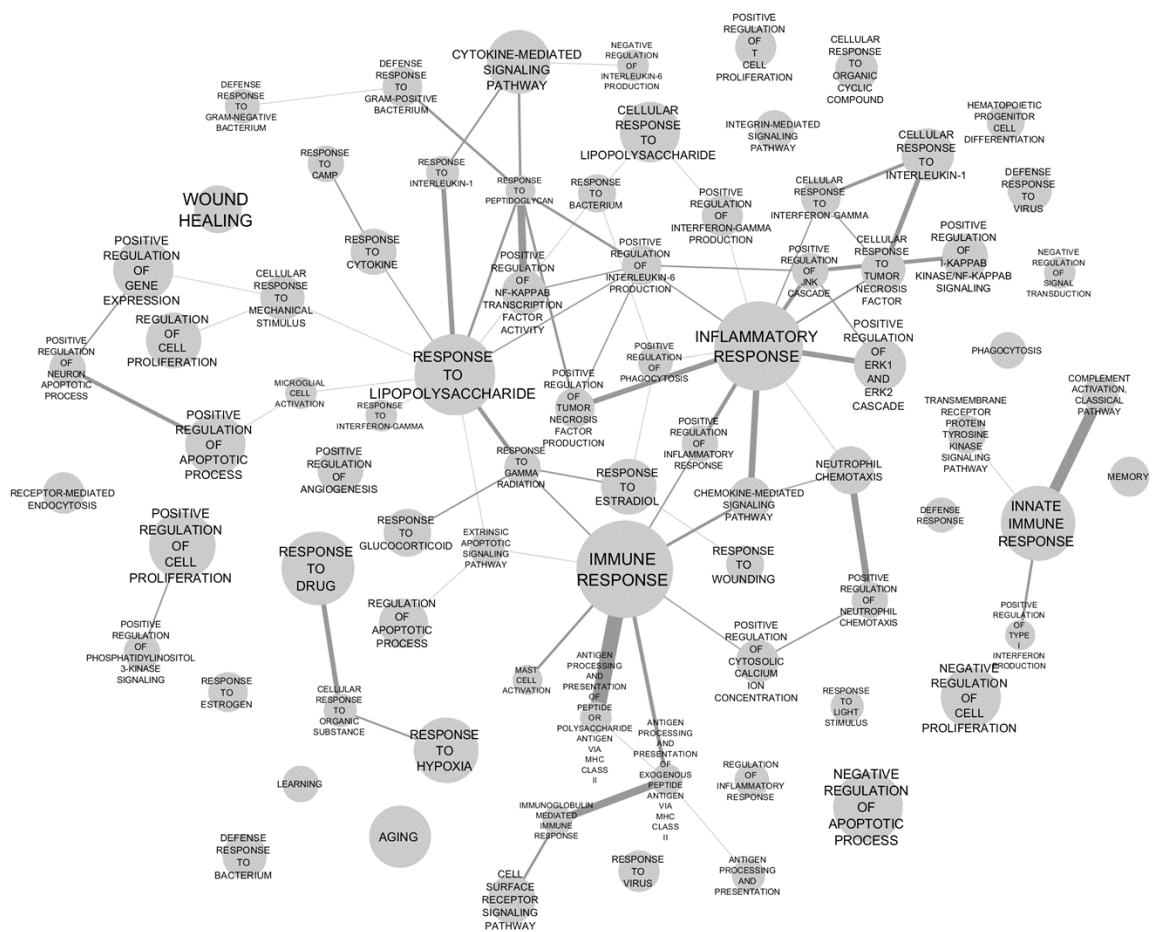 POSITIVE
REGULATION
OF
T
CELL
PROLIFERATION
CELLULAR
RESPONSE
TO
ORGANIC
CYCLIC
COMPOUND
CYTOKINE-MEDIATED
SIGNALING
PATHWAY
NEGATIVE
REGULATION
OF
INTERLEUKIN-6
PRODUCTION
DEFENSE
RESPONSE
TO
GRAM-POSITIVE
BACTERIUM
DEFENSE
RESPONSE
TO
GRAM-NEGATIVE
BACTERIUM
CELLULAR
RESPONSE
TO
LIPOPOLYSACCHARIDE
INTEGRIN-MEDIATED
SIGNALING
PATHWAY
HEMATOPOIETIC
PROGENITOR
CELL
DIFFERENTIATION
CELLULAR
RESPONSE
TO
INTERLEUKIN-1
RESPONSE
TO
CAMP
RESPONSE
TO
INTERLEUKIN-1
RESPONSE
TO
PEPTIDOGLYCAN
RESPONSE
TO
BACTERIUM
POSITIVE
REGULATION
OF
INTERFERON-GAMMA
PRODUCTION
CELLULAR
RESPONSE
TO
INTERFERON-GAMMA
DEFENSE
RESPONSE
TO
VIRUS
WOUND
HEALING
POSITIVE
REGULATION
OF
GENE
EXPRESSION
RESPONSE
TO
CYTOKINE
CELLULAR
RESPONSE
TO
MECHANICAL
STIMULUS
POSITIVE
REGULATION
OF
NF-KAPPAB
TRANSCRIPTION
FACTOR
ACTIVITY
POSITIVE
REGULATION
OF
INTERLEUKIN-6
PRODUCTION
POSITIVE
REGULATION
OF
JNK
CASCADE
CELLULAR
RESPONSE
TO
TUMOR
NECROSIS
FACTOR
POSITIVE
REGULATION
OF
I-KAPPAB
KINASE/NF-KAPPAB
SIGNALING
NEGATIVE
REGULATION
OF
SIGNAL
TRANSDUCTION
REGULATION
OF
CELL
PROLIFERATION
POSITIVE
REGULATION
OF
NEURON
APOPTOTIC
PROCESS
RESPONSE
TO
LIPOPOLYSACCHARIDE
INFLAMMATORY
RESPONSE
POSITIVE
REGULATION
OF
PHAGOCYTOSIS
POSITIVE
REGULATION
OF
ERK1
AND
ERK2
CASCADE
PHAGOCYTOSIS
MICROGLIAL
CELL
ACTIVATION
RESPONSE
TO
INTERFERON-GAMMA
POSITIVE
REGULATION
OF
TUMOR
NECROSIS
FACTOR
PRODUCTION
COMPLEMENT
ACTIVATION,
CLASSICAL
PATHWAY
POSITIVE
REGULATION
OF
APOPTOTIC
PROCESS
TRANSMEMBRANE
RECEPTOR
PROTEIN
TYROSINE
KINASE
SIGNALING
PATHWAY
POSITIVE
REGULATION
OF
INFLAMMATORY
RESPONSE
POSITIVE
REGULATION
OF
ANGIOGENESIS
RESPONSE
TO
GAMMA
RADIATION
RESPONSE
TO
ESTRADIOL
NEUTROPHIL
CHEMOTAXIS
CHEMOKINE-MEDIATED
SIGNALING
PATHWAY
MEMORY
RECEPTOR-MEDIATED
ENDOCYTOSIS
DEFENSE
RESPONSE
INNATE
IMMUNE
RESPONSE
POSITIVE
REGULATION
OF
CELL
PROLIFERATION
RESPONSE
TO
GLUCOCORTICOID
EXTRINSIC
APOPTOTIC
SIGNALING
PATHWAY
RESPONSE
TO
DRUG
IMMUNE
RESPONSE
RESPONSE
TO
WOUNDING
POSITIVE
REGULATION
OF
NEUTROPHIL
CHEMOTAXIS
REGULATION
OF
APOPTOTIC
PROCESS
POSITIVE
REGULATION
OF
TYPE
I
INTERFERON
PRODUCTION
POSITIVE
REGULATION
OF
PHOSPHATIDYLINOSITOL
3-KINASE
SIGNALING
POSITIVE
REGULATION
OF
CYTOSOLIC
CALCIUM
ION
CONCENTRATION
MAST
CELL
ACTIVATION
ANTIGEN
PROCESSING
AND
PRESENTATION
OF
PEPTIDE
OR
POLYSACCHARIDE
ANTIGEN
VIA
MHC
CLASS
II
NEGATIVE
REGULATION
OF
CELL
PROLIFERATION
RESPONSE
TO
ESTROGEN
CELLULAR
RESPONSE
TO
ORGANIC
SUBSTANCE
RESPONSE
TO
LIGHT
STIMULUS
RESPONSE
TO
HYPOXIA
ANTIGEN
PROCESSING
AND
PRESENTATION
OF
EXOGENOUS
PEPTIDE
ANTIGEN
VIA
MHC
CLASS
II
REGULATION
OF
INFLAMMATORY
RESPONSE
NEGATIVE
REGULATION
OF
APOPTOTIC
PROCESS
LEARNING
IMMUNOGLOBULIN
MEDIATED
IMMUNE
RESPONSE
AGING
DEFENSE
RESPONSE
TO
BACTERIUM
RESPONSE
TO
VIRUS
ANTIGEN
PROCESSING
AND
PRESENTATION
CELL
SURFACE
RECEPTOR
SIGNALING
PATHWAY